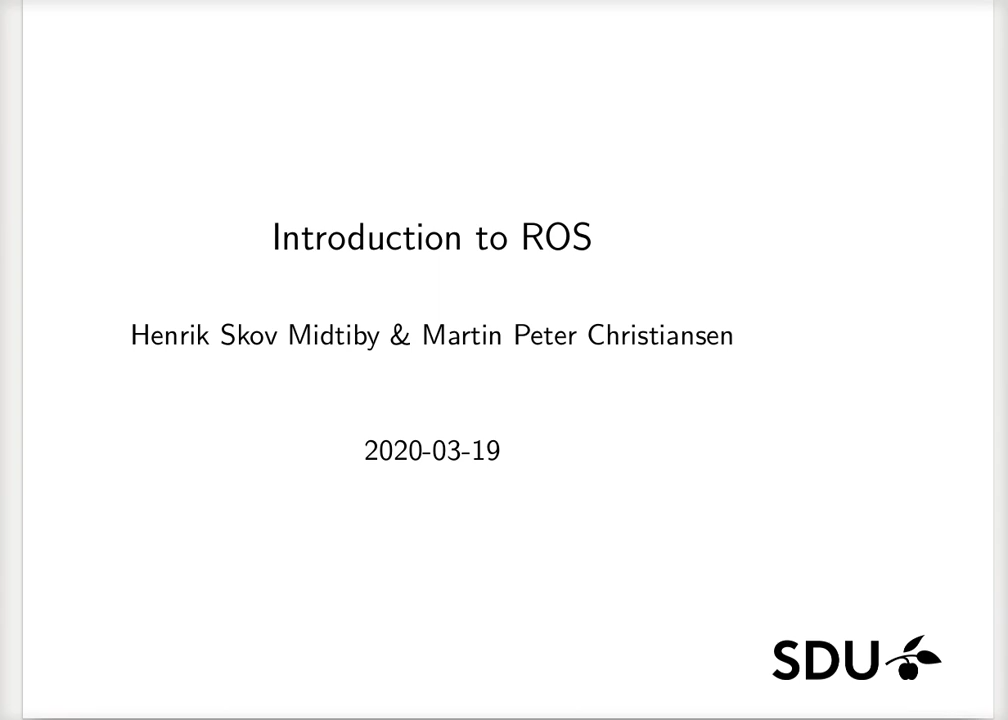 Introduction to ROS
Henrik Skov Midtiby & Martin Peter Christiansen
2020-03-19
SDU